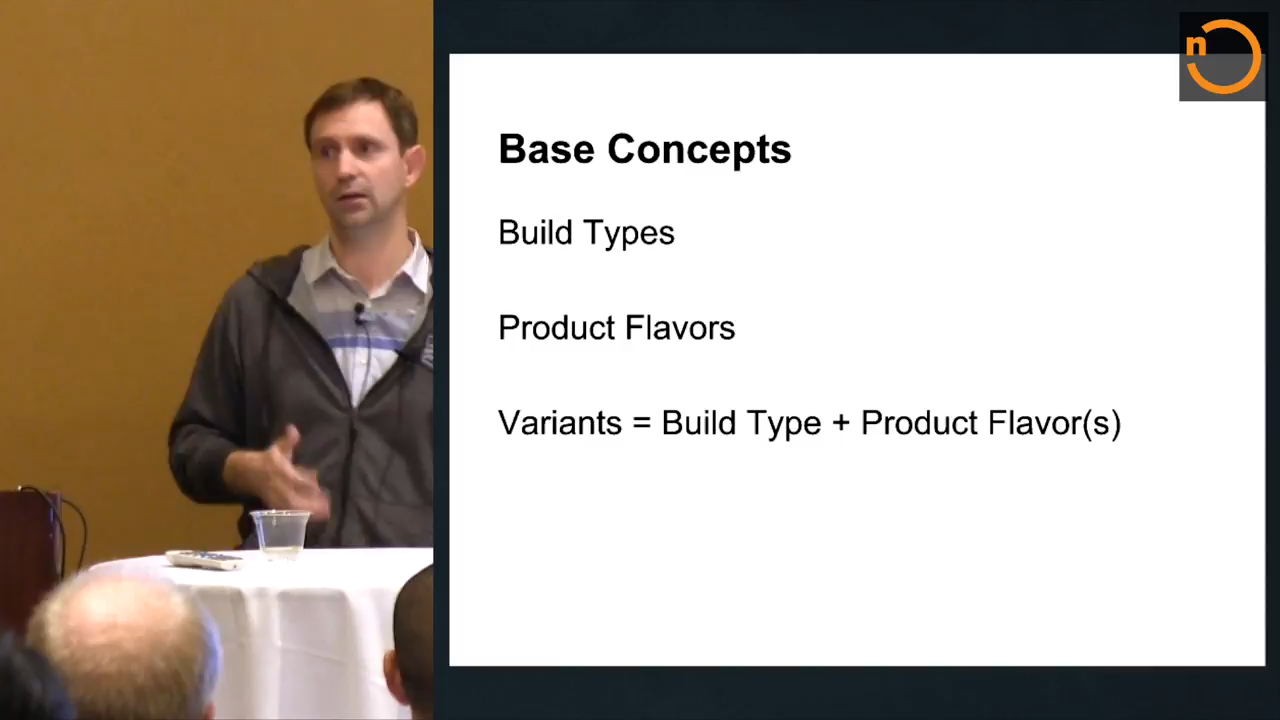 n
Base Concepts
Build Types
Product Flavors
Variants = Build Type + Product Flavor(s)